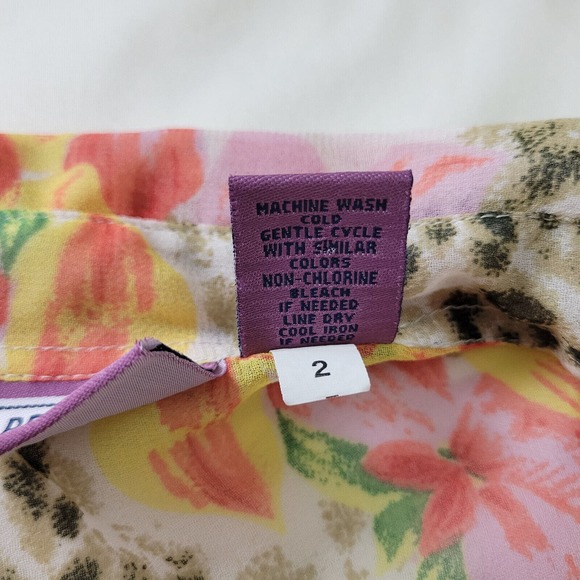 MACHINE WASH
COLD
GENTLE CYCLE
WITH SIMILAR
COLORS
NON-CHLORINE
BLEACH
IF NEEDED
LINE DRY
COOL IRON
IF NEEDED
2